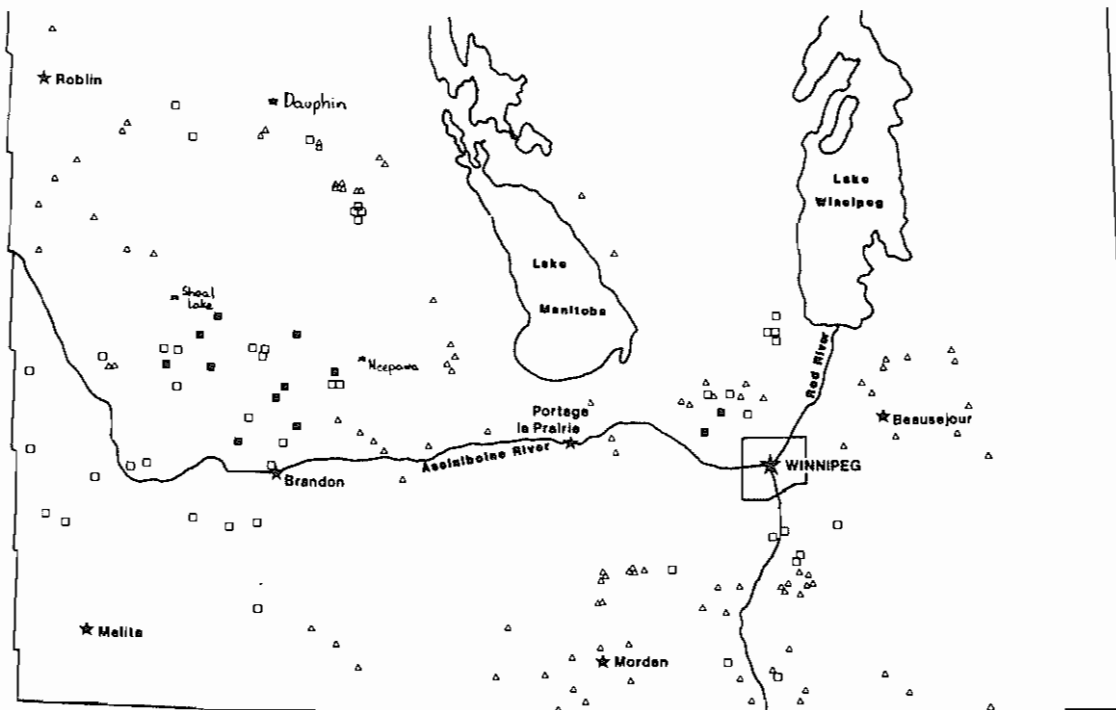 Roblin
Dauphin
Lake
Winnipeg
Lake
Manitoba
Shoal
Lake
Neepawa
Red River
Portage
la Prairie
Beausejour
Assiniboine River
Brandon
WINNIPEG
Melita
Morden